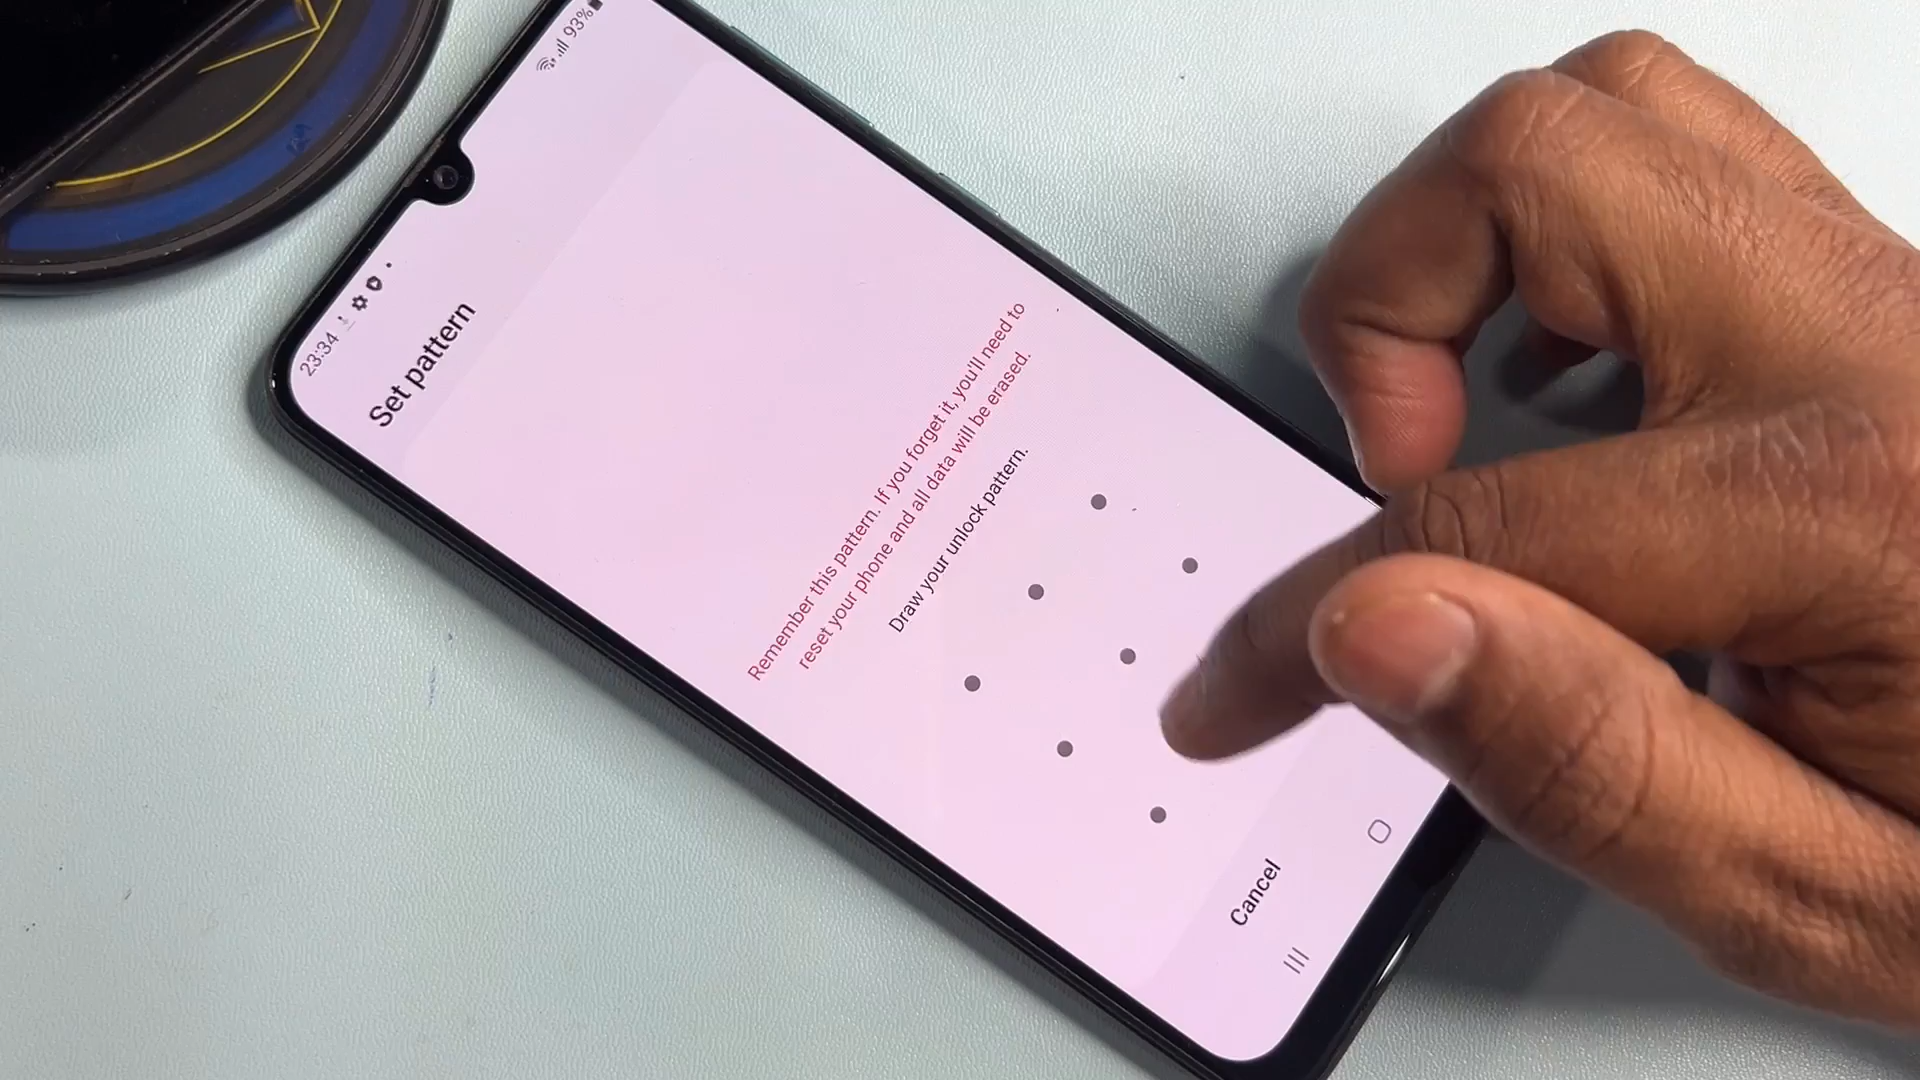 23:34
93%
Set pattern
Remember this pattern. If you forget it, you'll need to
reset your phone and all data will be erased.
Draw your unlock pattern.
Cancel